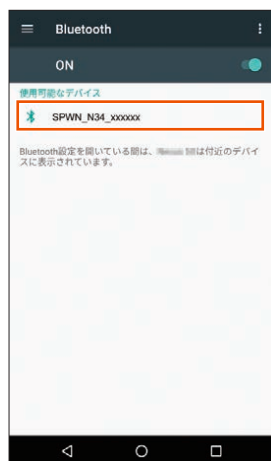 Bluetooth
ON
使用可能なデバイス
SPWN_N34_xxxxxx
Bluetooth設定を開いている間は、は付近のデバイ
スに表示されています。